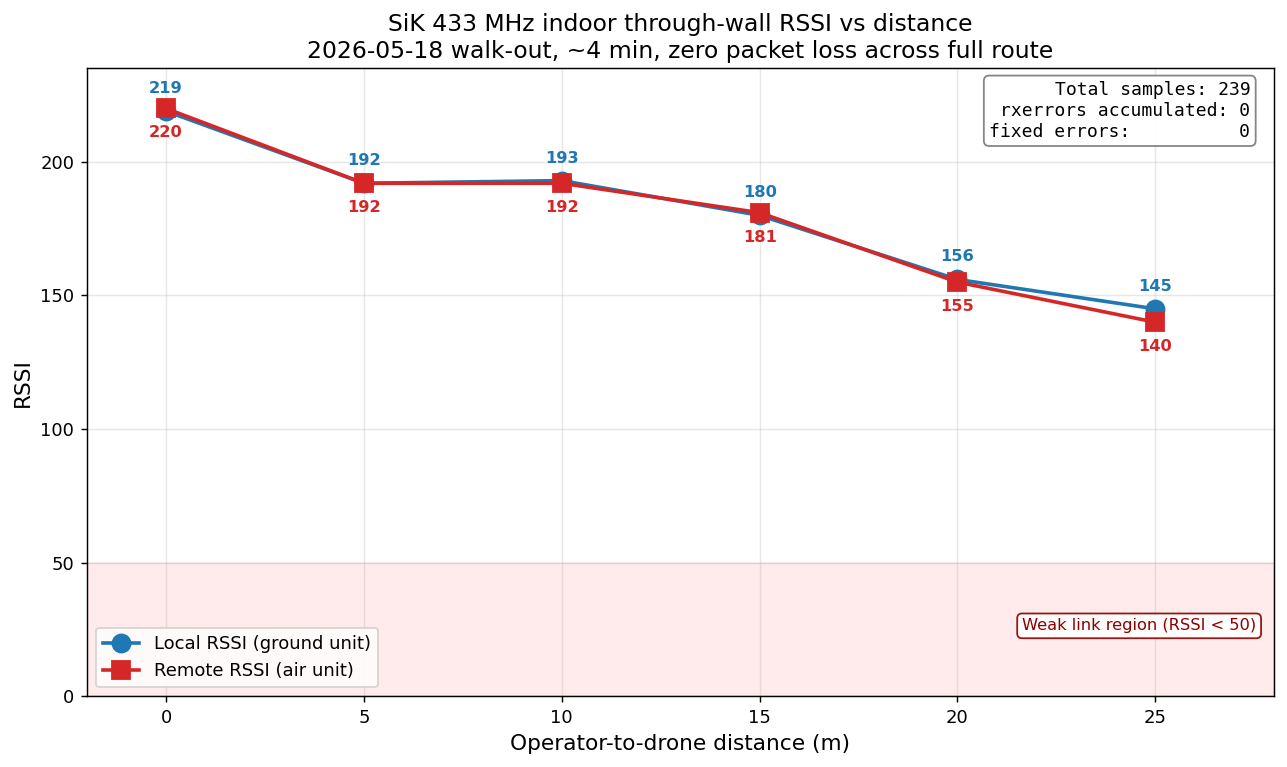 SiK 433 MHz indoor through-wall RSSI vs distance
2026-05-18 walk-out, ~4 min, zero packet loss across full route
Total samples: 239
rxerrors accumulated: 0
fixed errors: 0
219
220
192
192
193
192
180
181
156
155
145
140
RSSI
200
150
100
50
0
Weak link region (RSSI < 50)
Local RSSI (ground unit)
Remote RSSI (air unit)
0 5 10 15 20 25
Operator-to-drone distance (m)